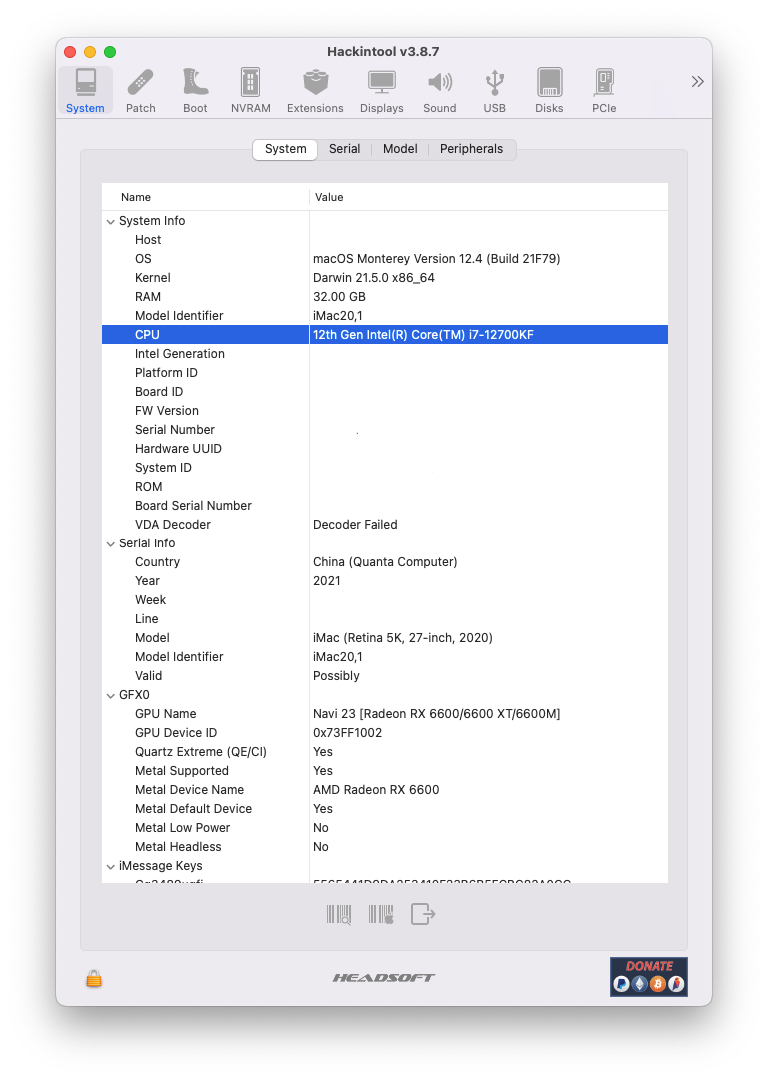 Hackintool v3.8.7
System Patch Boot NVRAM Extensions Displays Sound USB Disks PCIe
System Serial Model Peripherals
Name Value
System Info
Host
OS macOS Monterey Version 12.4 (Build 21F79)
Kernel Darwin 21.5.0 x86_64
RAM 32.00 GB
Model Identifier iMac20,1
CPU 12th Gen Intel(R) Core(TM) i7-12700KF
Intel Generation
Platform ID
Board ID
FW Version
Serial Number
Hardware UUID
System ID
ROM
Board Serial Number
VDA Decoder Decoder Failed
Serial Info
Country China (Quanta Computer)
Year 2021
Week
Line
Model iMac (Retina 5K, 27-inch, 2020)
Model Identifier iMac20,1
Valid Possibly
GFX0
GPU Name Navi 23 [Radeon RX 6600/6600 XT/6600M]
GPU Device ID 0x73FF1002
Quartz Extreme (QE/CI) Yes
Metal Supported Yes
Metal Device Name AMD Radeon RX 6600
Metal Default Device Yes
Metal Low Power No
Metal Headless No
iMessage Keys
HEADSOFT
DONATE